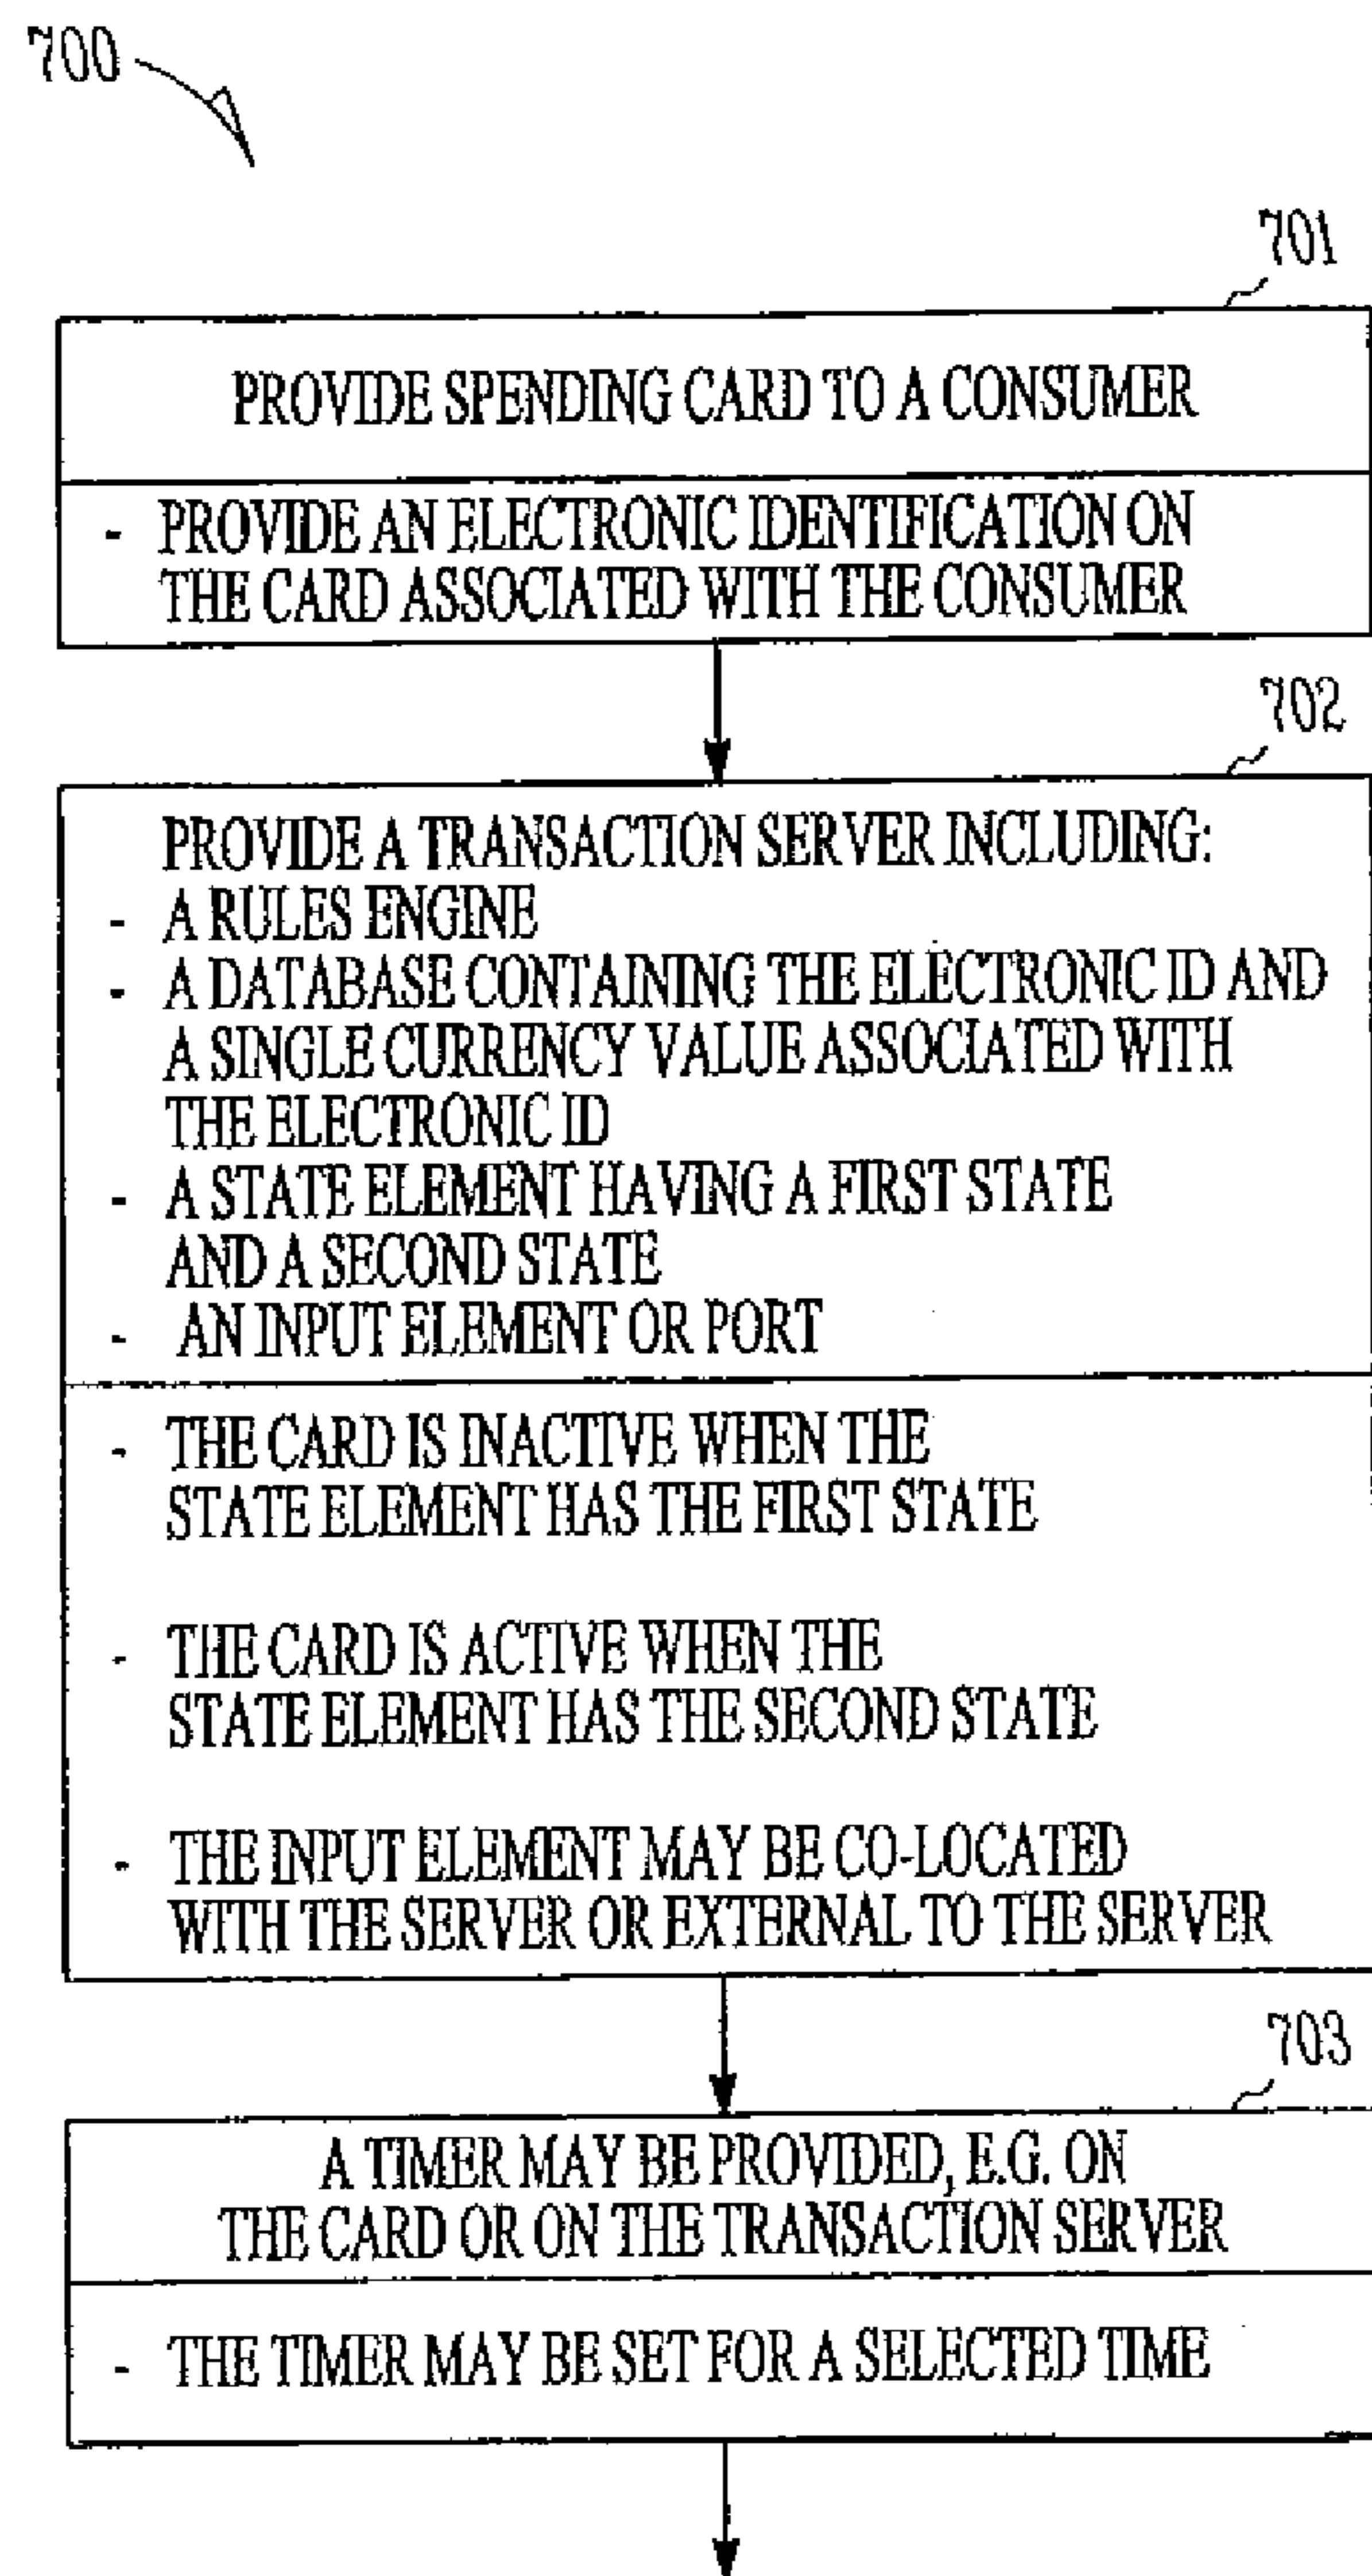 700
701
PROVIDE SPENDING CARD TO A CONSUMER
- PROVIDE AN ELECTRONIC IDENTIFICATION ON
THE CARD ASSOCIATED WITH THE CONSUMER
702
PROVIDE A TRANSACTION SERVER INCLUDING:
- A RULES ENGINE
- A DATABASE CONTAINING THE ELECTRONIC ID AND
A SINGLE CURRENCY VALUE ASSOCIATED WITH
THE ELECTRONIC ID
- A STATE ELEMENT HAVING A FIRST STATE
AND A SECOND STATE
- AN INPUT ELEMENT OR PORT
- THE CARD IS INACTIVE WHEN THE
STATE ELEMENT HAS THE FIRST STATE
- THE CARD IS ACTIVE WHEN THE
STATE ELEMENT HAS THE SECOND STATE
- THE INPUT ELEMENT MAY BE CO-LOCATED
WITH THE SERVER OR EXTERNAL TO THE SERVER
703
A TIMER MAY BE PROVIDED, E.G. ON
THE CARD OR ON THE TRANSACTION SERVER
- THE TIMER MAY BE SET FOR A SELECTED TIME